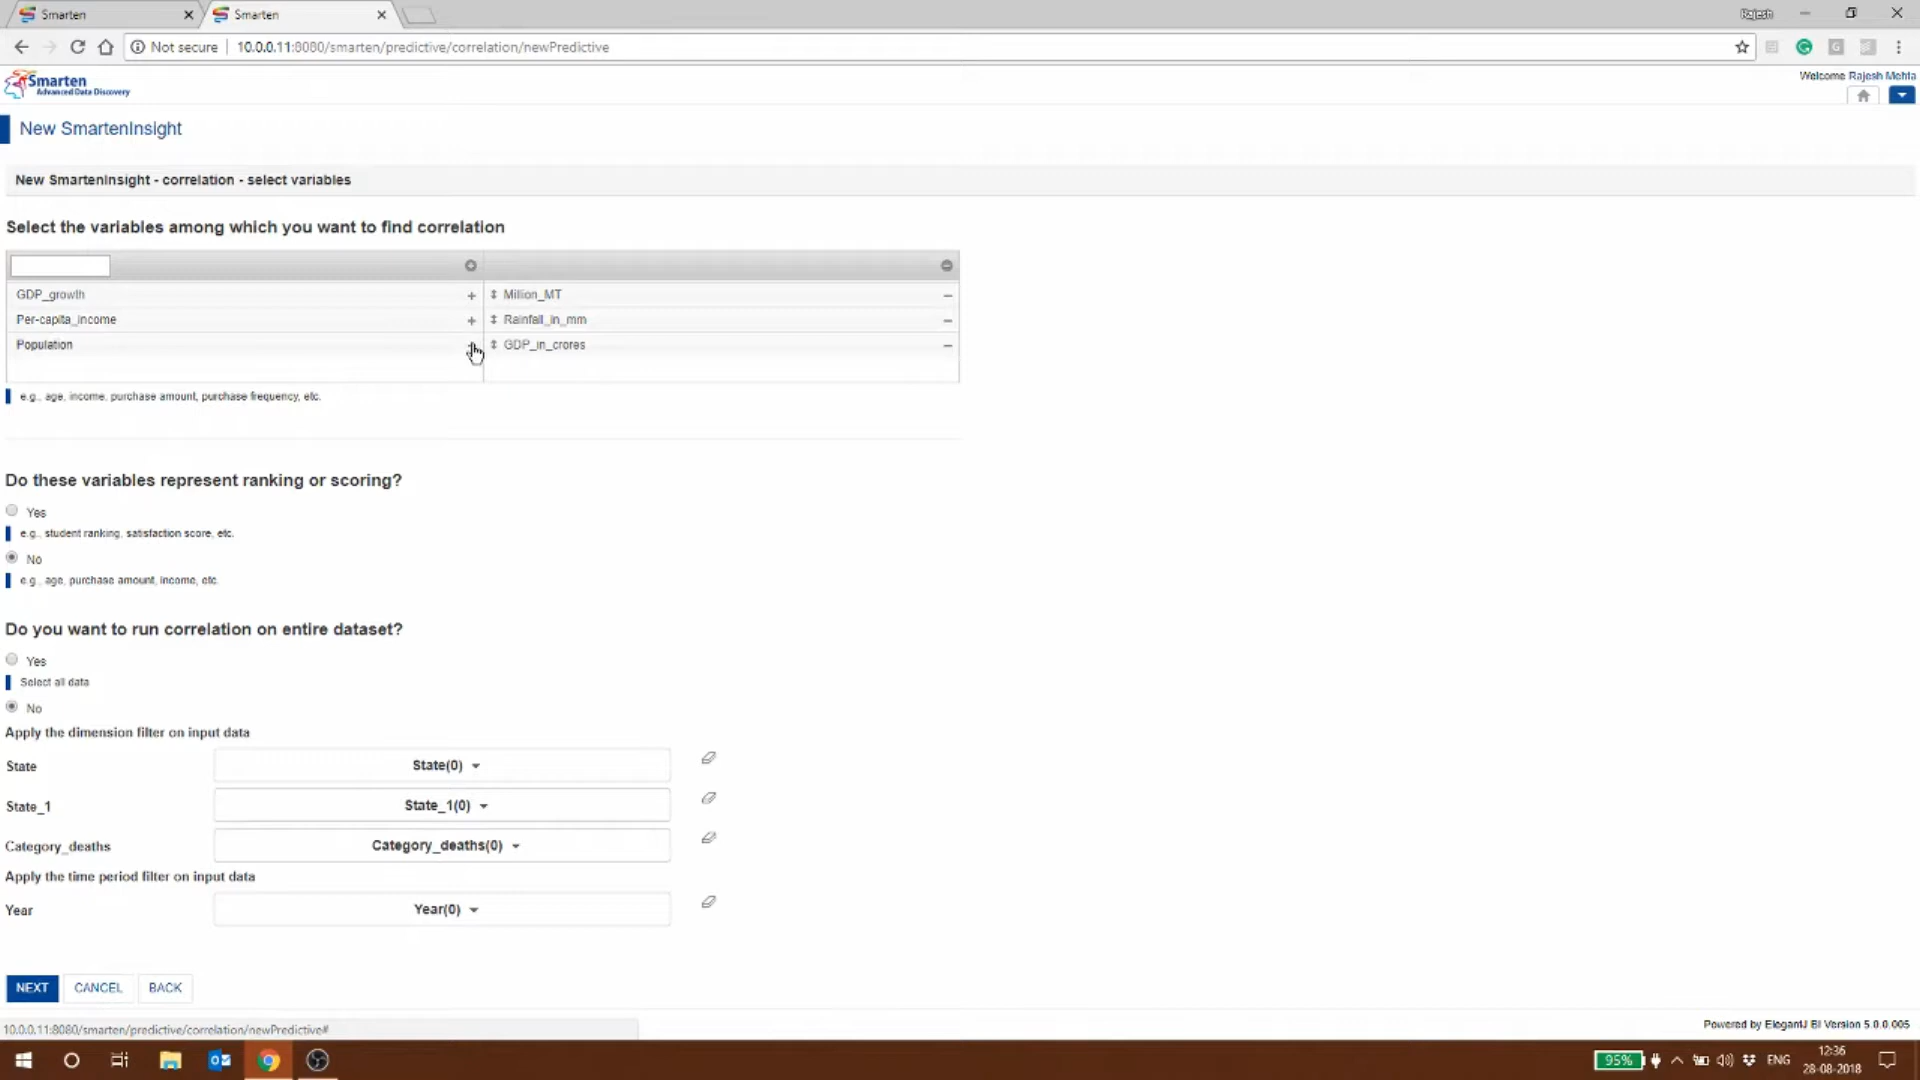 Smarten
Smarten
Rajesh
Not secure
10.0.0.11:8080/smarten/predictive/correlation/newPredictive
Smarten
Advanced Data Discovery
Welcome Rajesh Mehta
New SmartenInsight
New SmartenInsight - correlation - select variables
Select the variables among which you want to find correlation
GDP_growth
Million_MT
Per-capita_income
Rainfall_in_mm
Population
GDP_in_crores
e.g., age, income, purchase amount, purchase frequency, etc.
Do these variables represent ranking or scoring?
Yes
e.g., student ranking, satisfaction score, etc.
No
e.g., age, purchase amount, income, etc.
Do you want to run correlation on entire dataset?
Yes
Select all data
No
Apply the dimension filter on input data
State
State(0)
State_1
State_1(0)
Category_deaths
Category_deaths(0)
Apply the time period filter on input data
Year
Year(0)
NEXT
CANCEL
BACK
10.0.0.11:8080/smarten/predictive/correlation/newPredictive#
Powered by ElegantJ BI Version 5.0.0.005
95%
ENG
12:36
28-08-2018